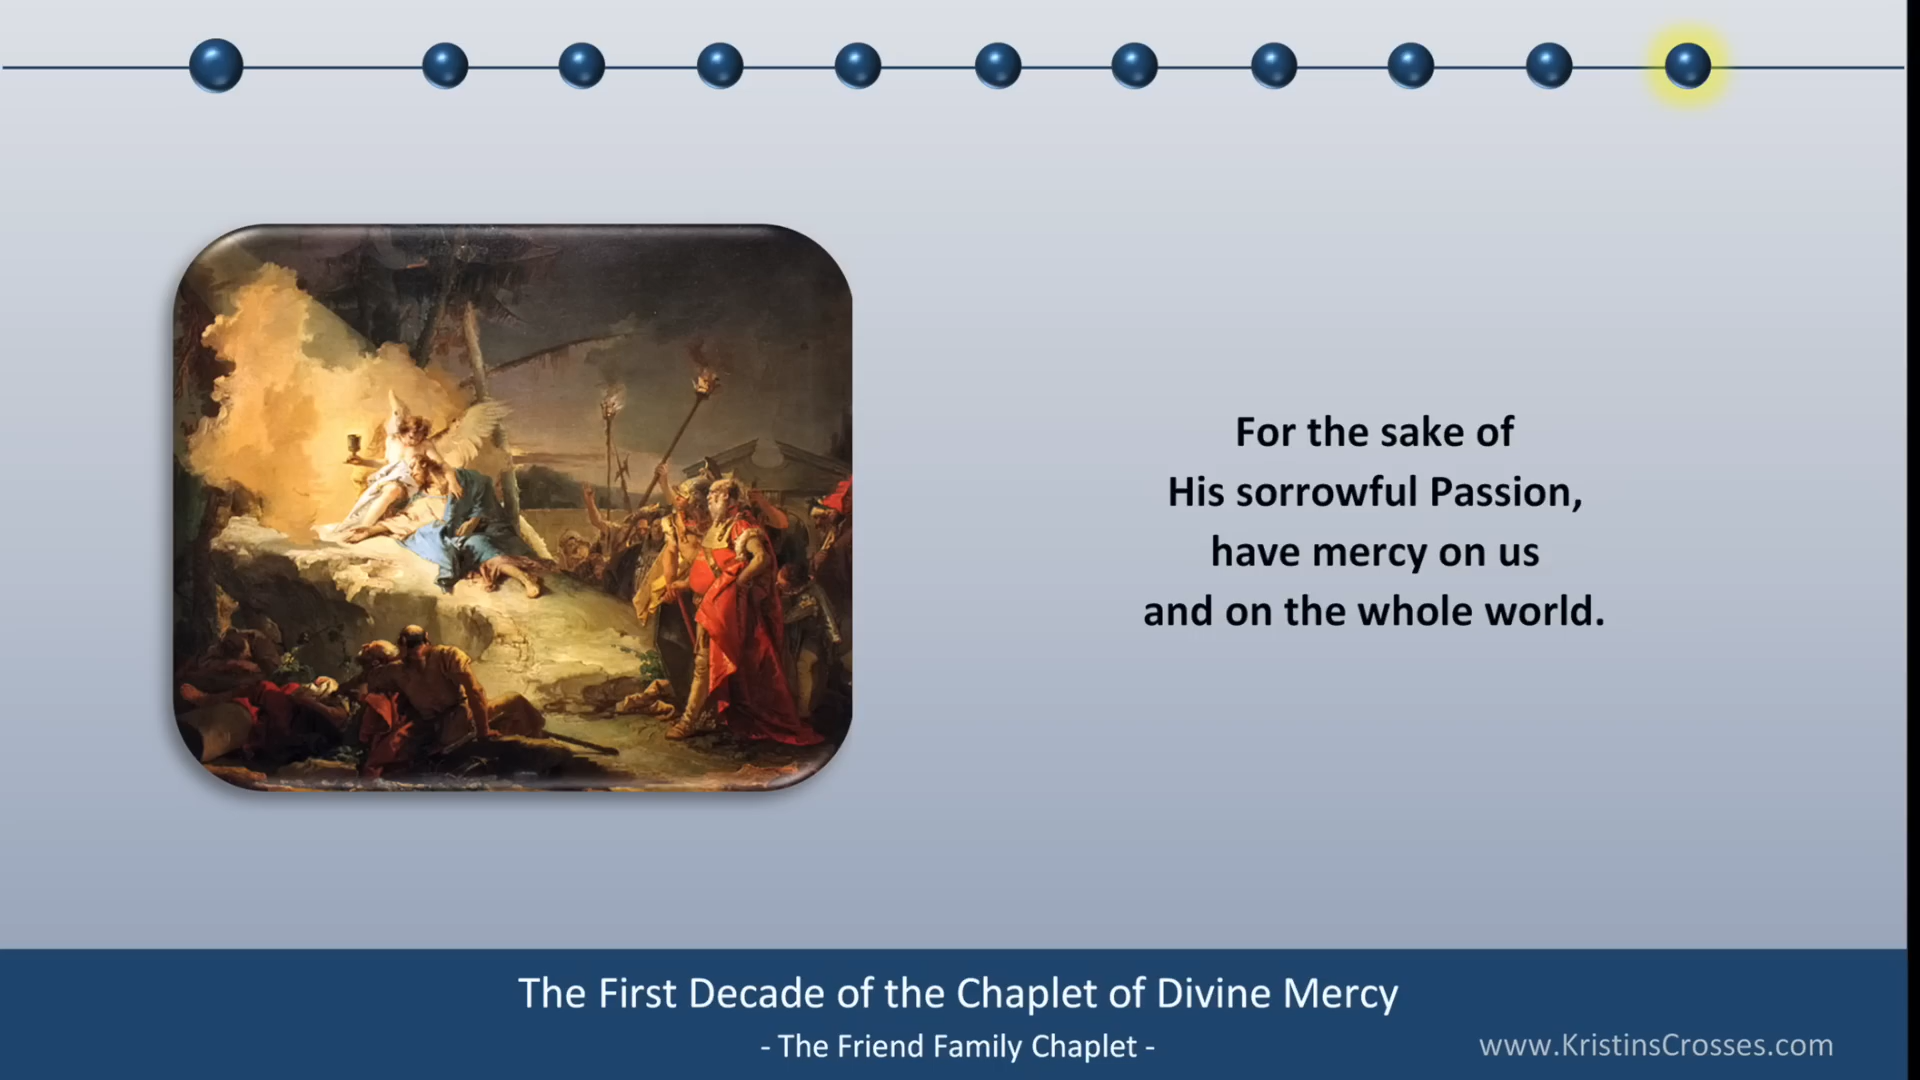 For the sake of
His sorrowful Passion,
have mercy on us
and on the whole world.
The First Decade of the Chaplet of Divine Mercy
- The Friend Family Chaplet -
www.KristinsCrosses.com